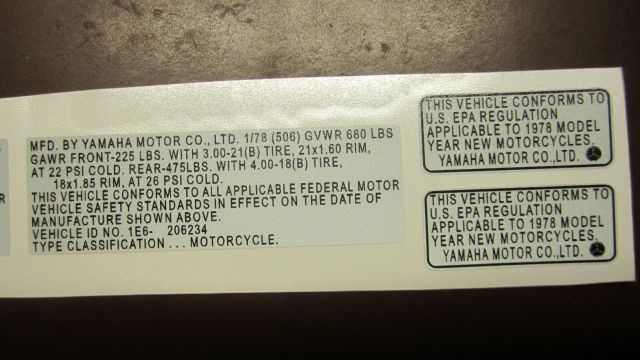 MFD. BY YAMAHA MOTOR CO., LTD. 1/78 (506) GVWR 680 LBS
GAWR FRONT-225 LBS. WITH 3.00-21(B) TIRE, 21x1.60 RIM,
AT 22 PSI COLD. REAR-475LBS. WITH 4.00-18(B) TIRE,
18x1.85 RIM, AT 26 PSI COLD.
THIS VEHICLE CONFORMS TO ALL APPLICABLE FEDERAL MOTOR
VEHICLE SAFETY STANDARDS IN EFFECT ON THE DATE OF
MANUFACTURE SHOWN ABOVE.
VEHICLE ID NO. 1E6- 206234
TYPE CLASSIFICATION ... MOTORCYCLE.
THIS VEHICLE CONFORMS TO
U.S. EPA REGULATION
APPLICABLE TO 1978 MODEL
YEAR NEW MOTORCYCLES.
YAMAHA MOTOR CO.,LTD.
THIS VEHICLE CONFORMS TO
U.S. EPA REGULATION
APPLICABLE TO 1978 MODEL
YEAR NEW MOTORCYCLES.
YAMAHA MOTOR CO.,LTD.